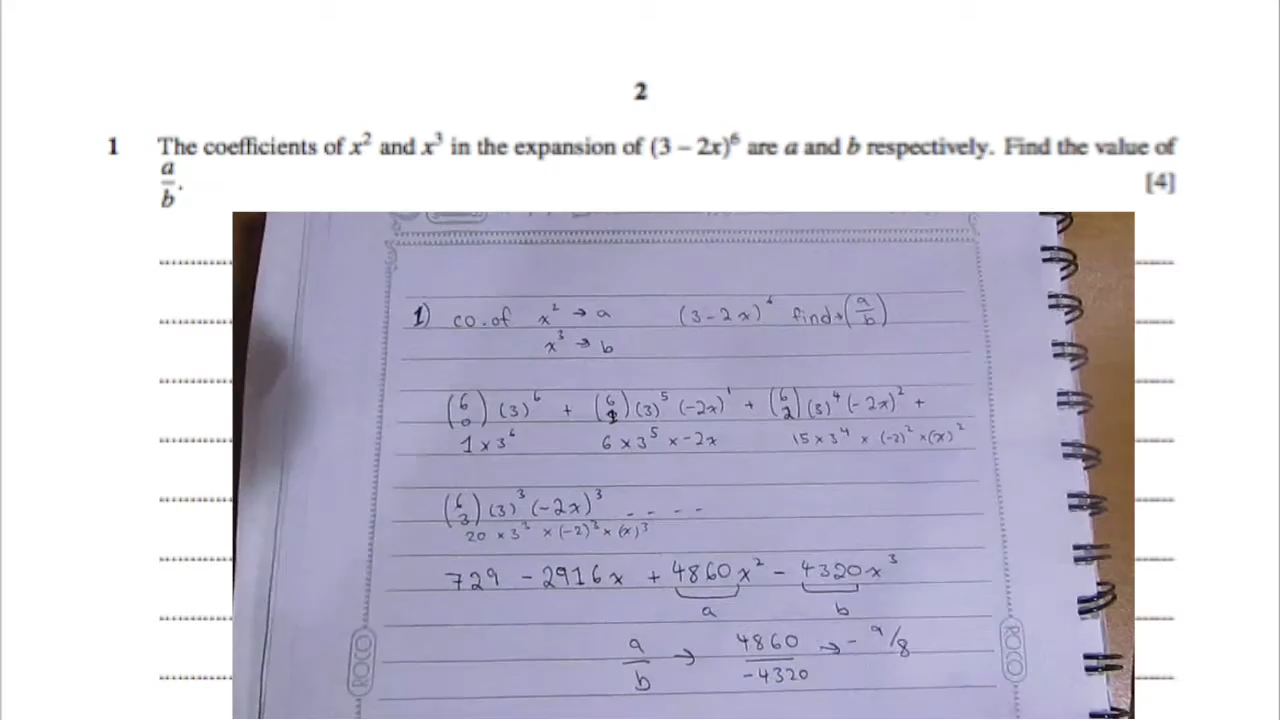 2
1 The coefficients of x² and x³ in the expansion of (3 – 2x)⁶ are a and b respectively. Find the value of
a/b. [4]
1) co.of x² → a (3-2x)⁶ find→(a/b)
x³ → b
(6 0)(3)⁶ + (6 1)(3)⁵(-2x)¹ + (6 2)(3)⁴(-2x)² +
1×3⁶ 6×3⁵×-2x 15×3⁴×(-2)²×(x)²
(6 3)(3)³(-2x)³ - - - -
20×3³×(-2)³×(x)³
729 - 2916x + 4860x² - 4320x³
a b
a/b → 4860/-4320 → - 9/8
ROCO
ROCO